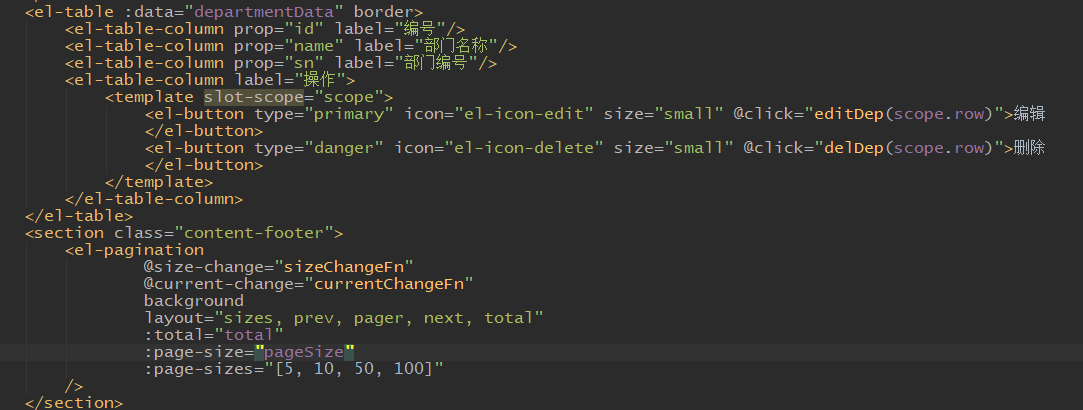 <el-table :data="departmentData" border>
<el-table-column prop="id" label="编号"/>
<el-table-column prop="name" label="部门名称"/>
<el-table-column prop="sn" label="部门编号"/>
<el-table-column label="操作">
<template slot-scope="scope">
<el-button type="primary" icon="el-icon-edit" size="small" @click="editDep(scope.row)">编辑
</el-button>
<el-button type="danger" icon="el-icon-delete" size="small" @click="delDep(scope.row)">删除
</el-button>
</template>
</el-table-column>
</el-table>
<section class="content-footer">
<el-pagination
@size-change="sizeChangeFn"
@current-change="currentChangeFn"
background
layout="sizes, prev, pager, next, total"
:total="total"
:page-size="pageSize"
:page-sizes="[5, 10, 50, 100]"
/>
</section>